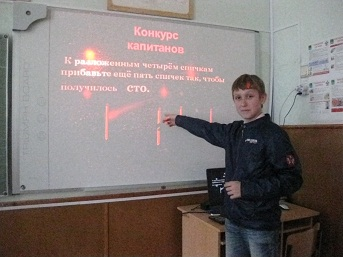 Конкурс
капитанов
К разложенным четырём спичкам
прибавьте ещё пять спичек так, чтобы
получилось сто.